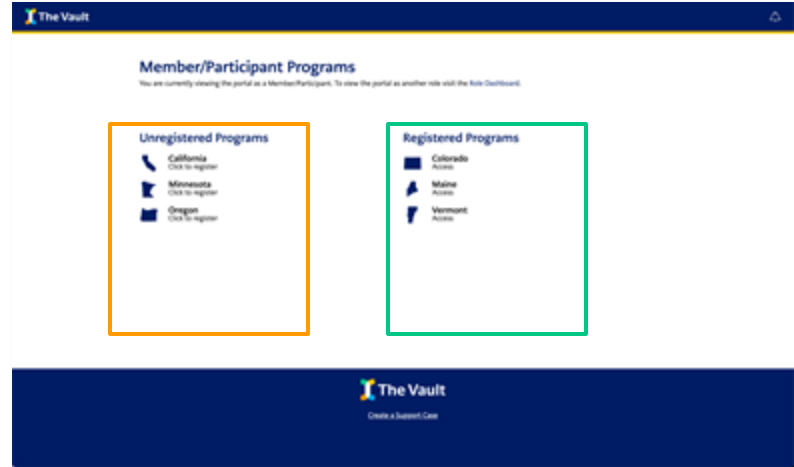 The Vault
Member/Participant Programs
You are currently viewing the portal as a Member/Participant. To view the portal as another role visit the Role Dashboard.
Unregistered Programs
California
Click to register
Minnesota
Click to register
Oregon
Click to register
Registered Programs
Colorado
Access
Maine
Access
Vermont
Access
The Vault
Create a Support Case